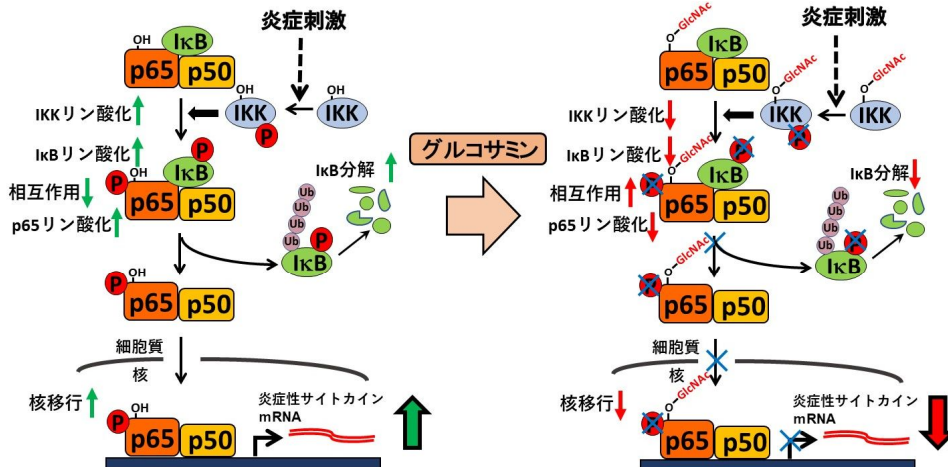 炎症刺激
OH
IκB
p65 p50
IKKリン酸化
OH
IKK
P
OH
IKK
IκBリン酸化
P
IκB
相互作用
P
OH
p65 p50
p65リン酸化
IκB分解
Ub
Ub
Ub
Ub
P
IκB
P
OH
p65 p50
細胞質
核
核移行
P
OH
p65 p50
炎症性サイトカイン
mRNA
グルコサミン
炎症刺激
O-GlcNAc
IκB
p65 p50
IKKリン酸化
O-GlcNAc
IKK
P
O-GlcNAc
IKK
IκBリン酸化
O-GlcNAc
P
IκB
相互作用
P
p65 p50
p65リン酸化
IκB分解
Ub
Ub
Ub
Ub
P
IκB
O-GlcNAc
P
p65 p50
細胞質
核
核移行
O-GlcNAc
P
p65 p50
炎症性サイトカイン
mRNA